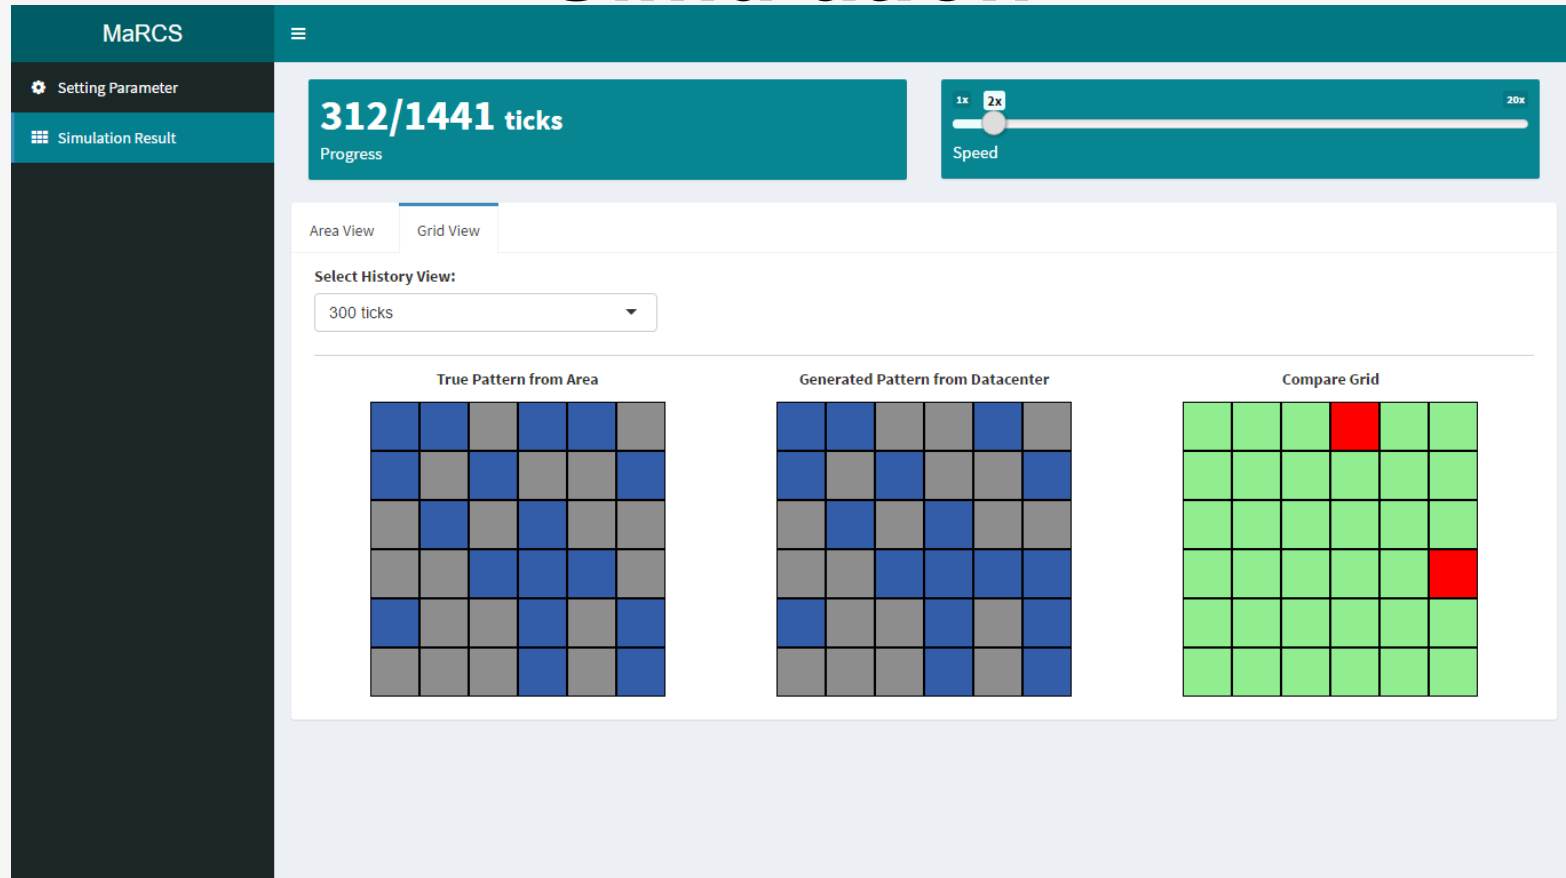 MaRCS
Setting Parameter
Simulation Result
312/1441 ticks
Progress
1x 2x 20x
Speed
Area View Grid View
Select History View:
300 ticks
True Pattern from Area Generated Pattern from Datacenter Compare Grid